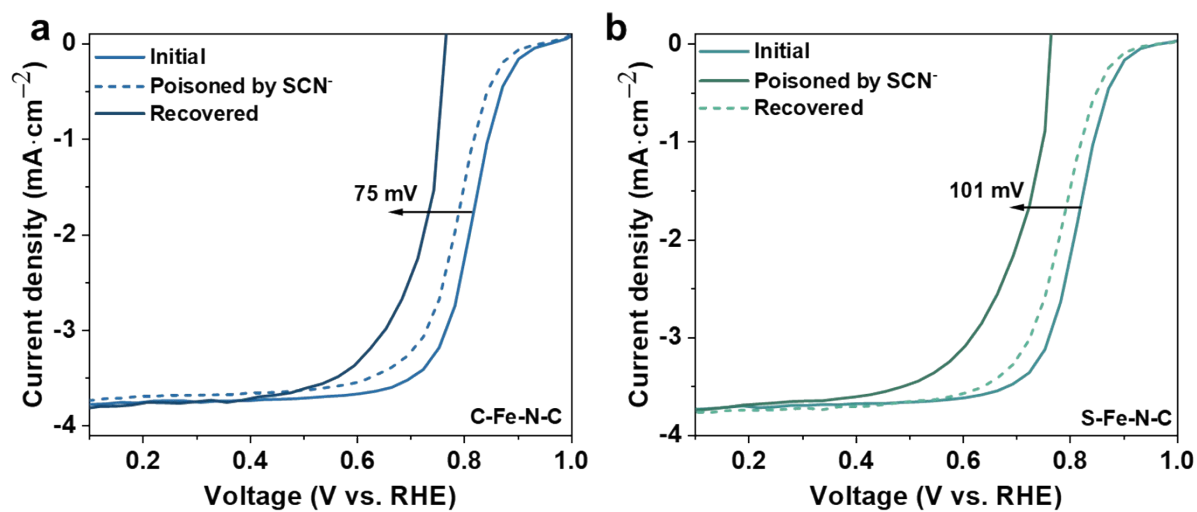 a
Current density (mA·cm⁻²)
0
-1
-2
-3
-4
Initial
Poisoned by SCN⁻
Recovered
75 mV
C-Fe-N-C
0.2
0.4
0.6
0.8
1.0
Voltage (V vs. RHE)
b
Current density (mA·cm⁻²)
0
-1
-2
-3
-4
Initial
Poisoned by SCN⁻
Recovered
101 mV
S-Fe-N-C
0.2
0.4
0.6
0.8
1.0
Voltage (V vs. RHE)